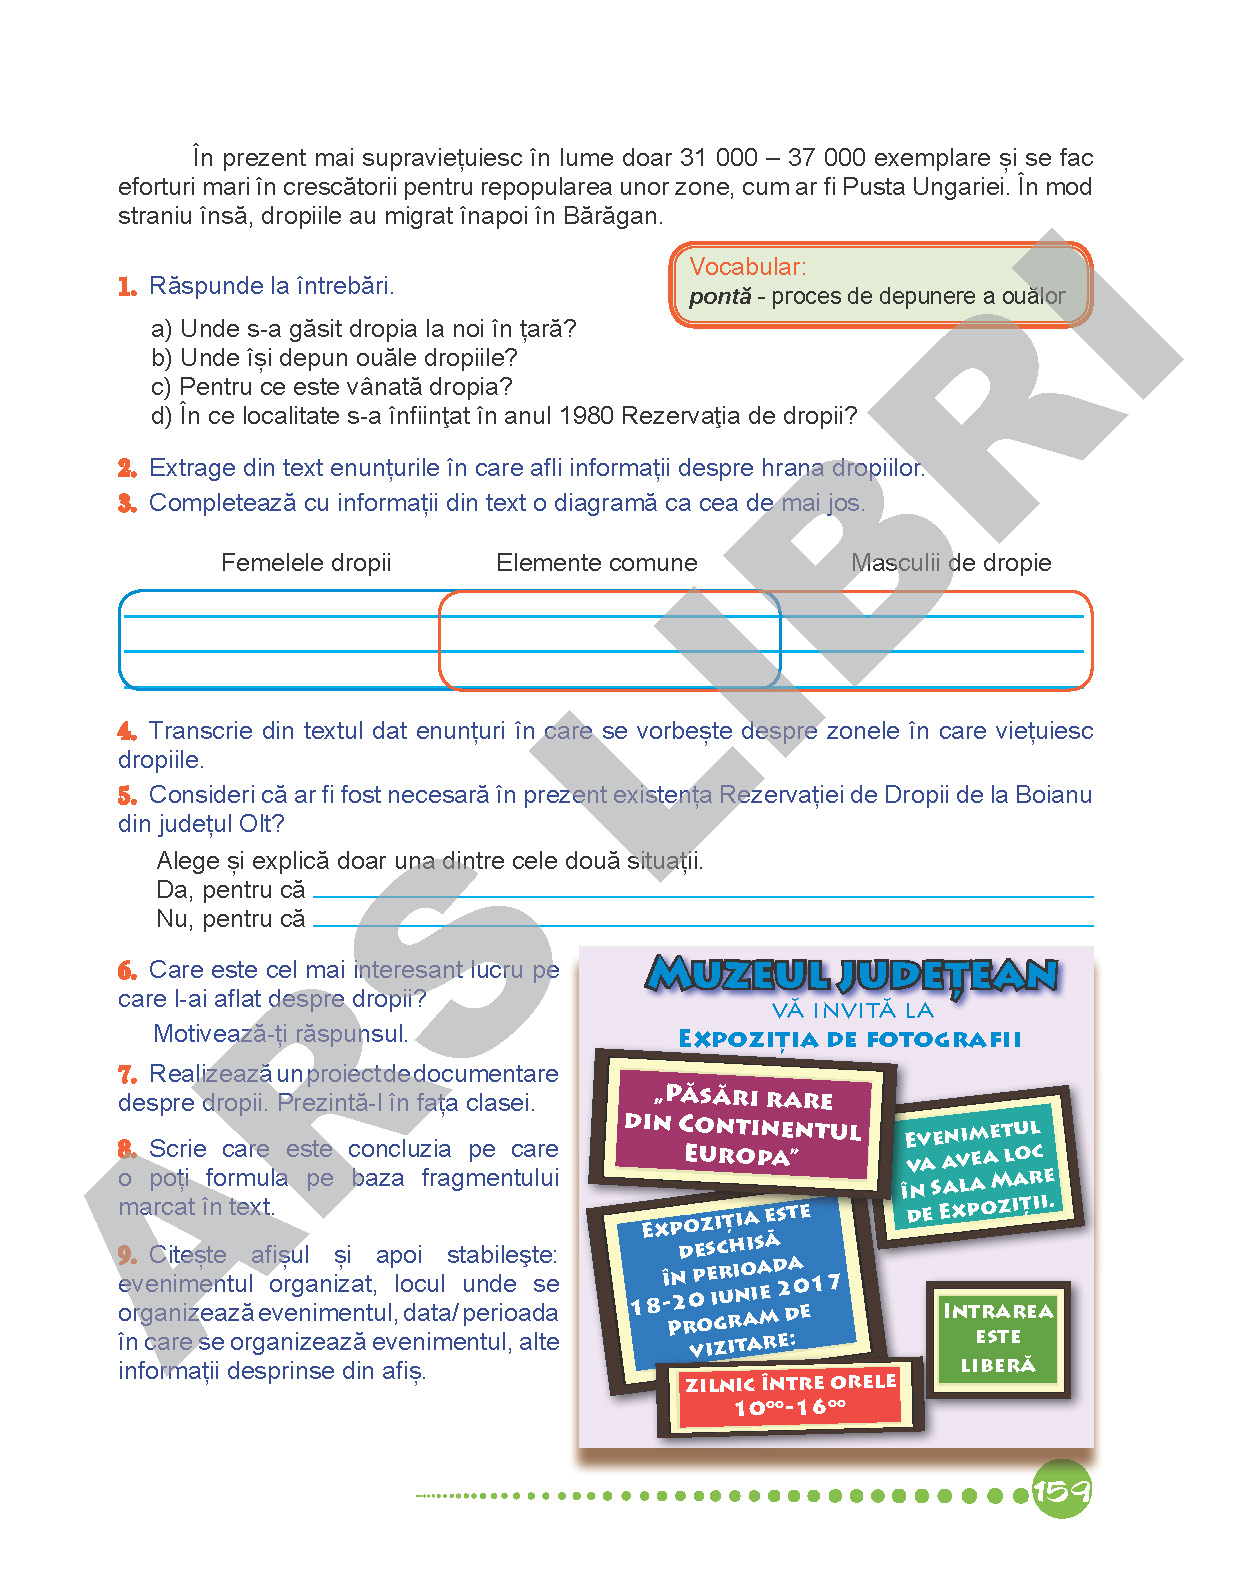 În prezent mai supraviețuiesc în lume doar 31 000 – 37 000 exemplare și se fac
eforturi mari în crescătorii pentru repopularea unor zone, cum ar fi Pusta Ungariei. În mod
straniu însă, dropiile au migrat înapoi în Bărăgan.
Vocabular:
pontă - proces de depunere a ouălor
1. Răspunde la întrebări.
a) Unde s-a găsit dropia la noi în țară?
b) Unde își depun ouăle dropiile?
c) Pentru ce este vânată dropia?
d) În ce localitate s-a înfiinţat în anul 1980 Rezervaţia de dropii?
2. Extrage din text enunțurile în care afli informații despre hrana dropiilor.
3. Completează cu informații din text o diagramă ca cea de mai jos.
Femelele dropii Elemente comune Masculii de dropie
4. Transcrie din textul dat enunțuri în care se vorbește despre zonele în care viețuiesc
dropiile.
5. Consideri că ar fi fost necesară în prezent existența Rezervației de Dropii de la Boianu
din județul Olt?
Alege și explică doar una dintre cele două situații.
Da, pentru că
Nu, pentru că
6. Care este cel mai interesant lucru pe
care l-ai aflat despre dropii?
Motivează-ți răspunsul.
7. Realizează un proiect de documentare
despre dropii. Prezintă-l în fața clasei.
8. Scrie care este concluzia pe care
o poți formula pe baza fragmentului
marcat în text.
9. Citește afișul și apoi stabileşte:
evenimentul organizat, locul unde se
organizează evenimentul, data/ perioada
în care se organizează evenimentul, alte
informații desprinse din afiș.
Muzeul județean
vă invită la
Expoziția de fotografii
„Păsări rare
din Continentul
Europa”
Evenimetul
va avea loc
în Sala Mare
de Expoziții.
Expoziția este
deschisă
în perioada
18-20 iunie 2017
Program de
vizitare:
zilnic între orele
10⁰⁰-16⁰⁰
Intrarea
este
liberă
159
ARS LIBRI